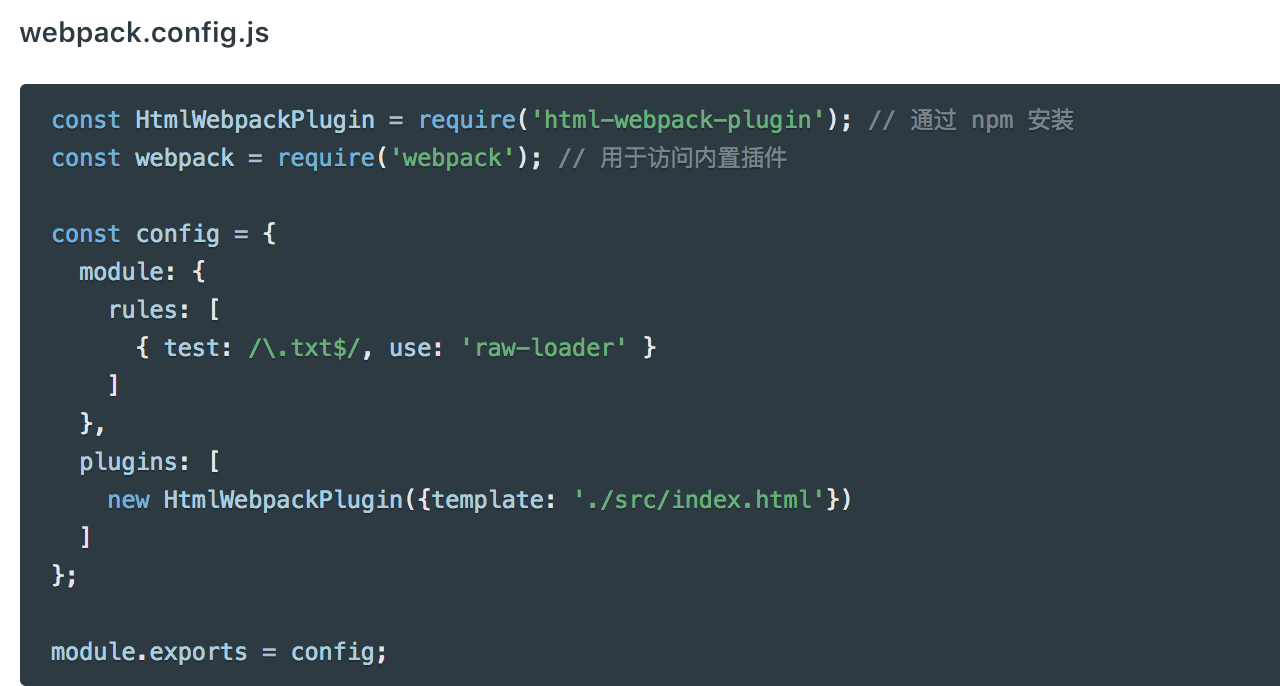 webpack.config.js
const HtmlWebpackPlugin = require('html-webpack-plugin'); // 通过 npm 安装
const webpack = require('webpack'); // 用于访问内置插件
const config = {
  module: {
    rules: [
      { test: /\.txt$/, use: 'raw-loader' }
    ]
  },
  plugins: [
    new HtmlWebpackPlugin({template: './src/index.html'})
  ]
};
module.exports = config;